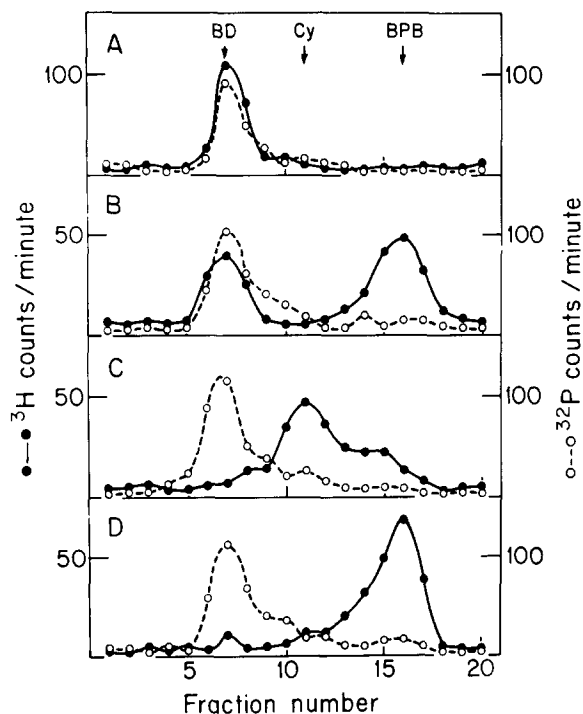 BD Cy BPB
A
100 100
B
50 100
C
50 100
D
50 100
5 10 15 20
Fraction number
●—● ³H counts / minute
○--○ ³²P counts / minute